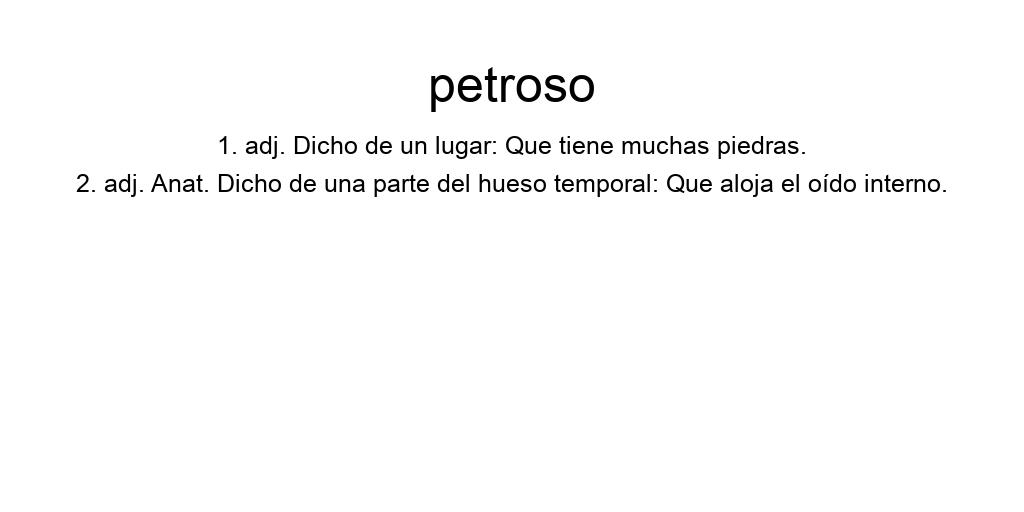 petroso
1. adj. Dicho de un lugar: Que tiene muchas piedras.
2. adj. Anat. Dicho de una parte del hueso temporal: Que aloja el oído interno.